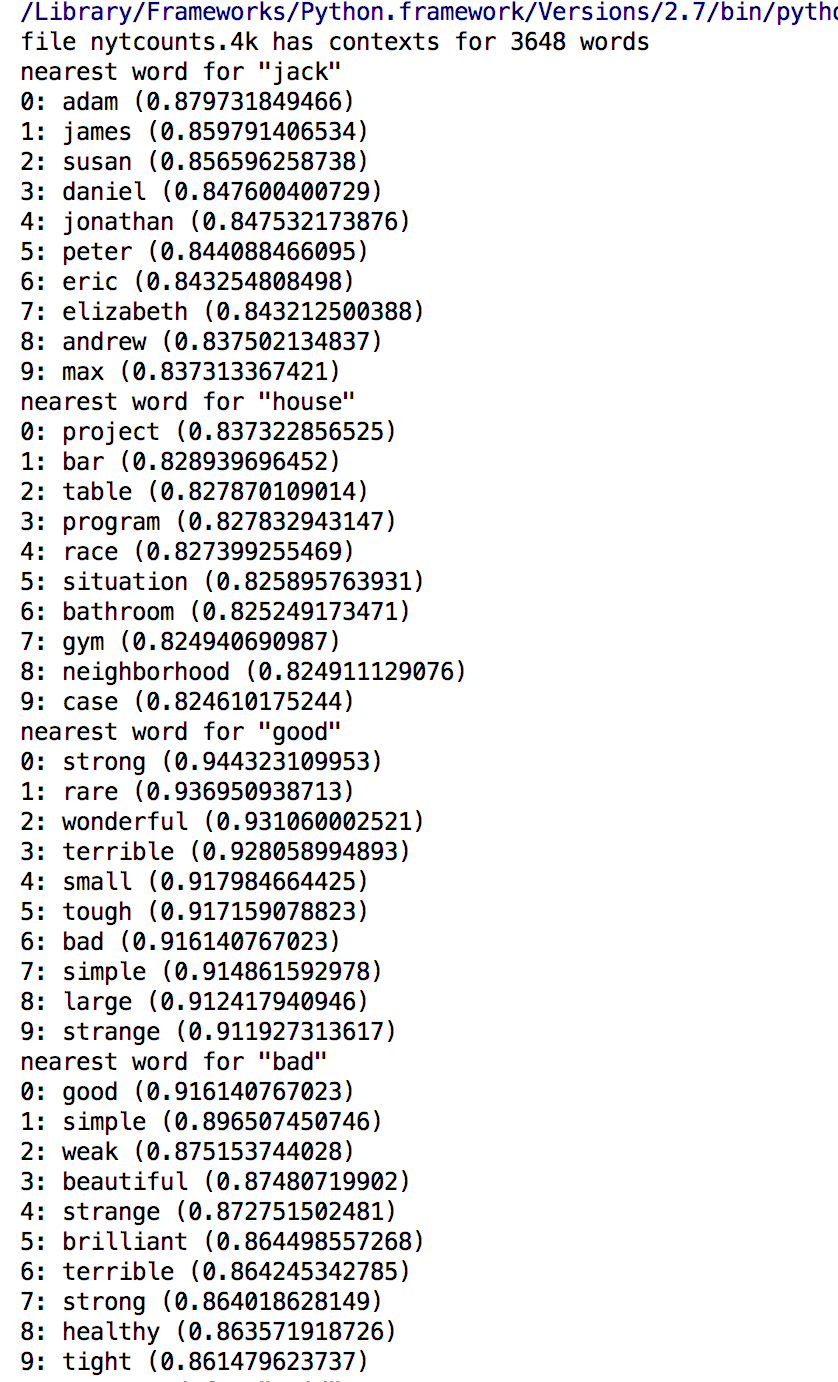 /Library/Frameworks/Python.framework/Versions/2.7/bin/pytho
file nytcounts.4k has contexts for 3648 words
nearest word for "jack"
0: adam (0.879731849466)
1: james (0.859791406534)
2: susan (0.856596258738)
3: daniel (0.847600400729)
4: jonathan (0.847532173876)
5: peter (0.844088466095)
6: eric (0.843254808498)
7: elizabeth (0.843212500388)
8: andrew (0.837502134837)
9: max (0.837313367421)
nearest word for "house"
0: project (0.837322856525)
1: bar (0.828939696452)
2: table (0.827870109014)
3: program (0.827832943147)
4: race (0.827399255469)
5: situation (0.825895763931)
6: bathroom (0.825249173471)
7: gym (0.824940690987)
8: neighborhood (0.824911129076)
9: case (0.824610175244)
nearest word for "good"
0: strong (0.944323109953)
1: rare (0.936950938713)
2: wonderful (0.931060002521)
3: terrible (0.928058994893)
4: small (0.917984664425)
5: tough (0.917159078823)
6: bad (0.916140767023)
7: simple (0.914861592978)
8: large (0.912417940946)
9: strange (0.911927313617)
nearest word for "bad"
0: good (0.916140767023)
1: simple (0.896507450746)
2: weak (0.875153744028)
3: beautiful (0.87480719902)
4: strange (0.872751502481)
5: brilliant (0.864498557268)
6: terrible (0.864245342785)
7: strong (0.864018628149)
8: healthy (0.863571918726)
9: tight (0.861479623737)